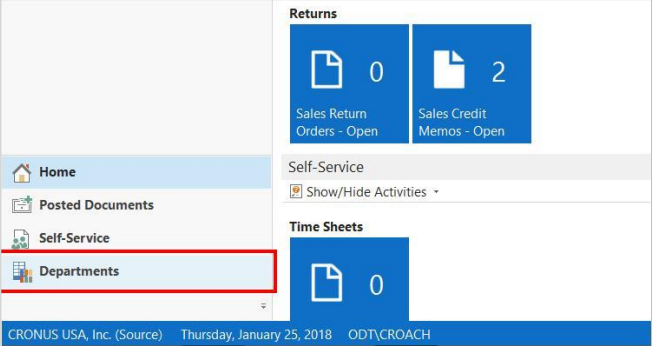 Returns
0
2
Sales Return
Orders - Open
Sales Credit
Memos - Open
Home
Posted Documents
Self-Service
Departments
Self-Service
Show/Hide Activities
Time Sheets
0
CRONUS USA, Inc. (Source) Thursday, January 25, 2018 ODT\CROACH